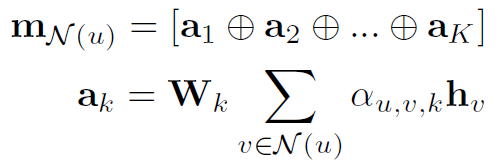 m_{𝒩(u)} = [a_1 ⊕ a_2 ⊕ ... ⊕ a_K]
a_k = W_k ∑_{v∈𝒩(u)} α_{u,v,k} h_v